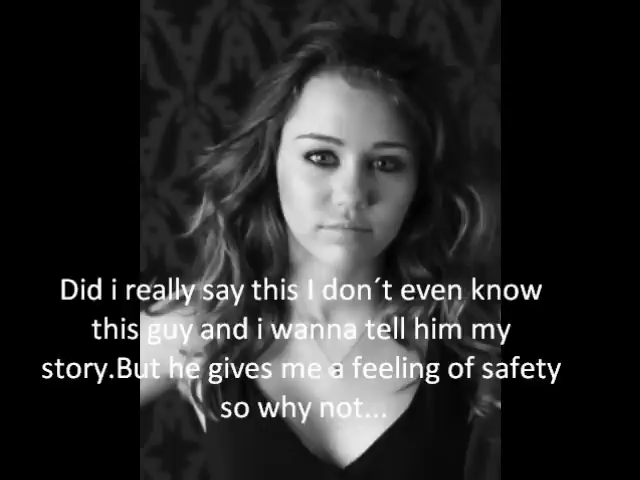 Did i really say this I don´t even know
this guy and i wanna tell him my
story.But he gives me a feeling of safety
so why not...